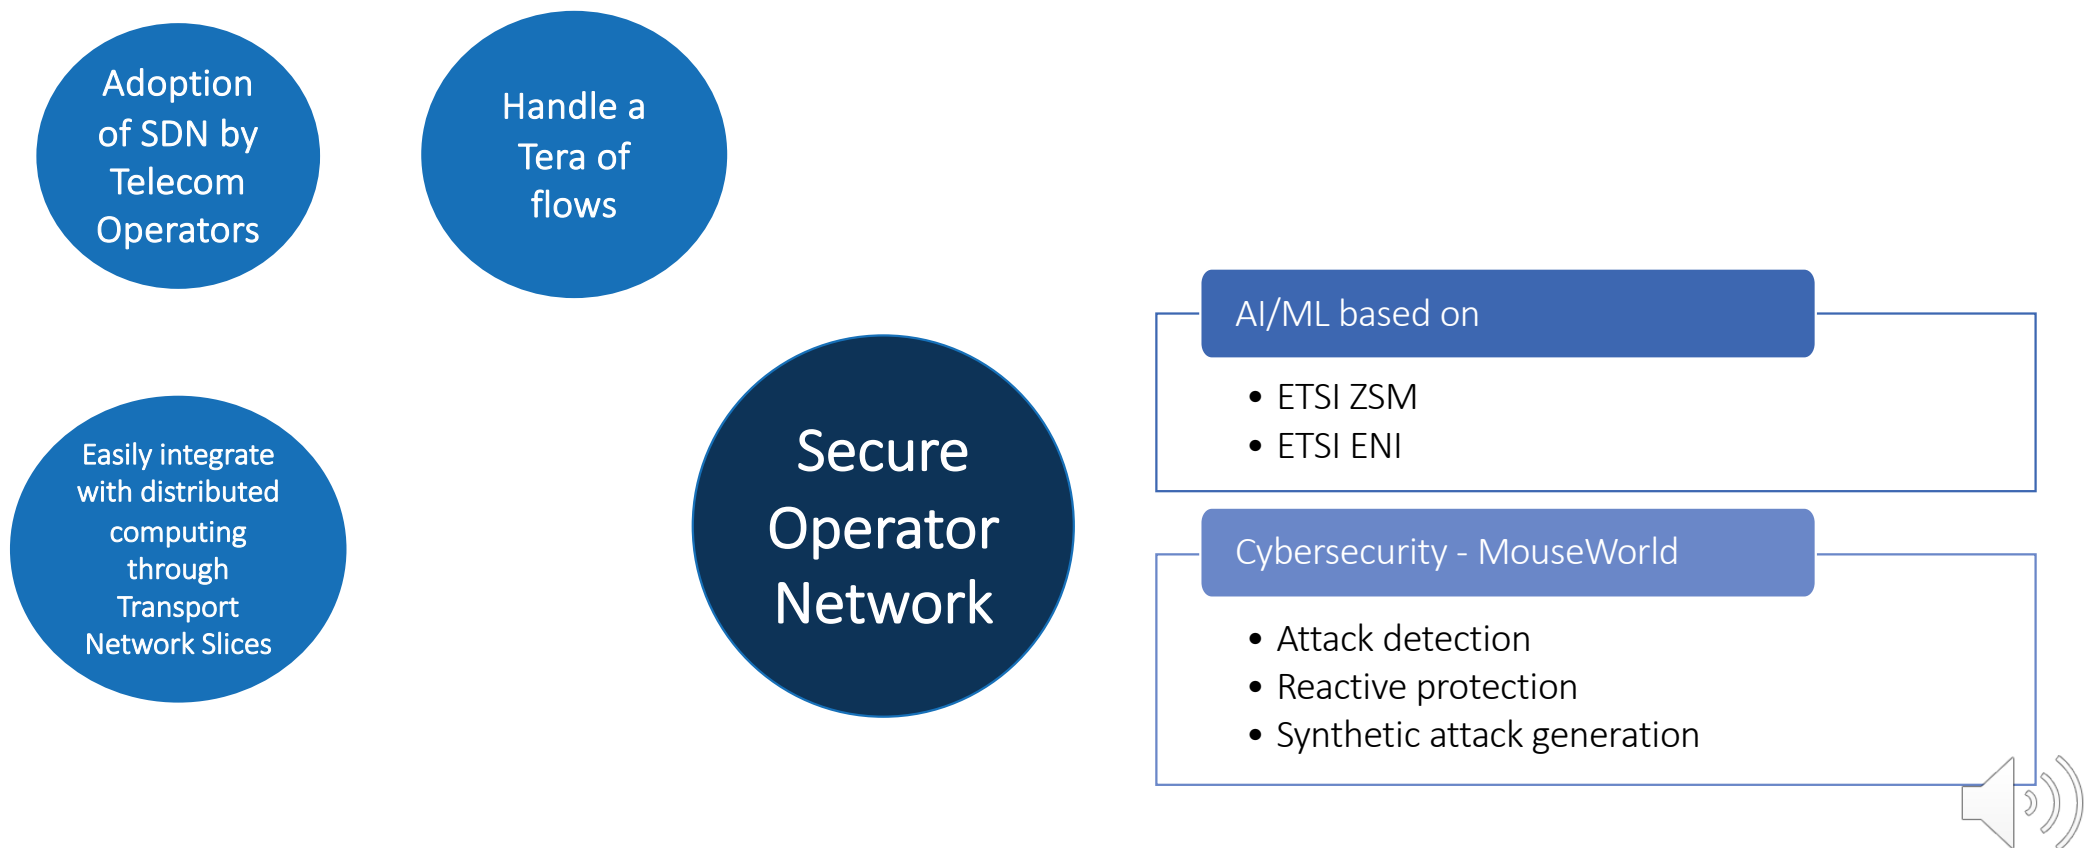 Adoption
of SDN by
Telecom
Operators
Handle a
Tera of
flows
Easily integrate
with distributed
computing
through
Transport
Network Slices
Secure
Operator
Network
AI/ML based on
• ETSI ZSM
• ETSI ENI
Cybersecurity - MouseWorld
• Attack detection
• Reactive protection
• Synthetic attack generation